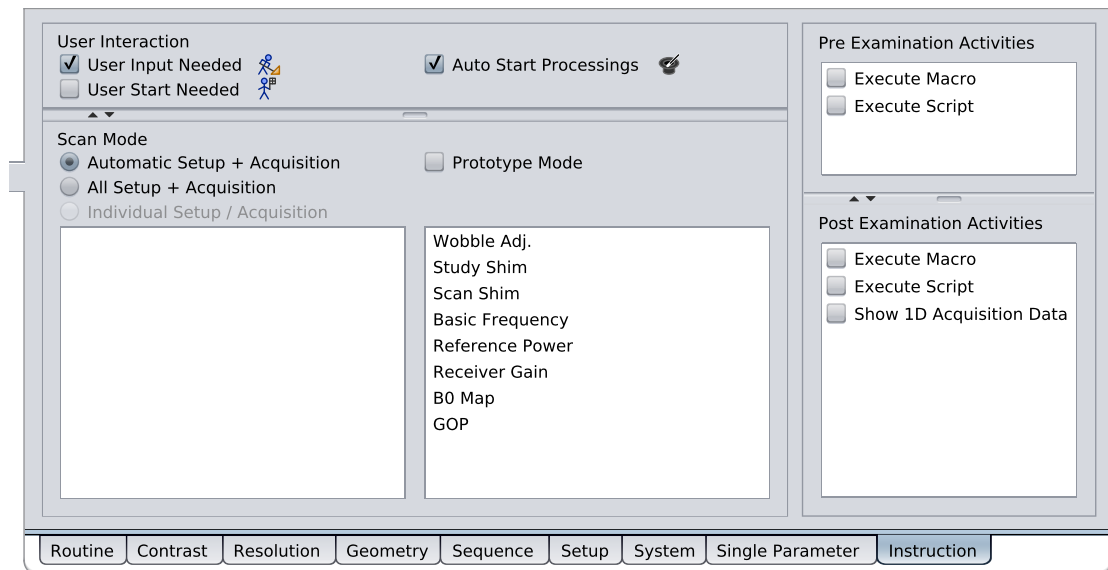 User Interaction
User Input Needed
Auto Start Processings
User Start Needed
Scan Mode
Automatic Setup + Acquisition
Prototype Mode
All Setup + Acquisition
Individual Setup / Acquisition
Wobble Adj.
Study Shim
Scan Shim
Basic Frequency
Reference Power
Receiver Gain
B0 Map
GOP
Pre Examination Activities
Execute Macro
Execute Script
Post Examination Activities
Execute Macro
Execute Script
Show 1D Acquisition Data
Routine Contrast Resolution Geometry Sequence Setup System Single Parameter Instruction